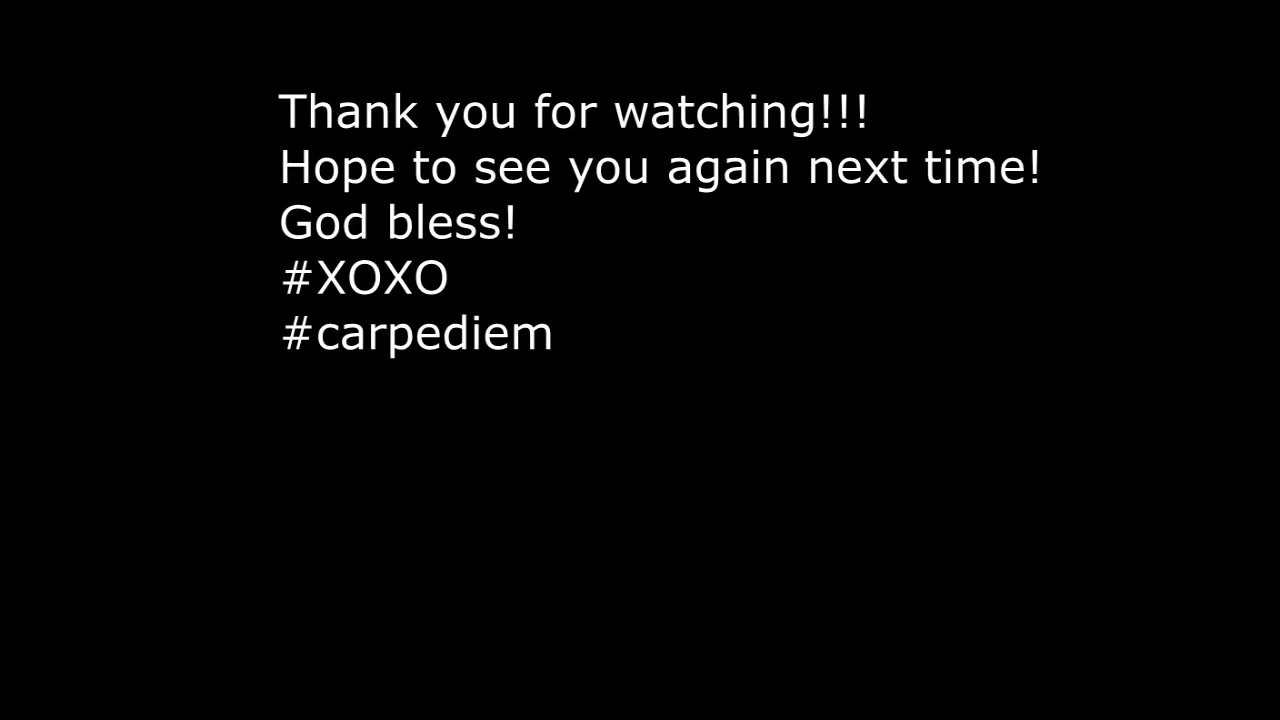 Thank you for watching!!!
Hope to see you again next time!
God bless!
#XOXO
#carpediem